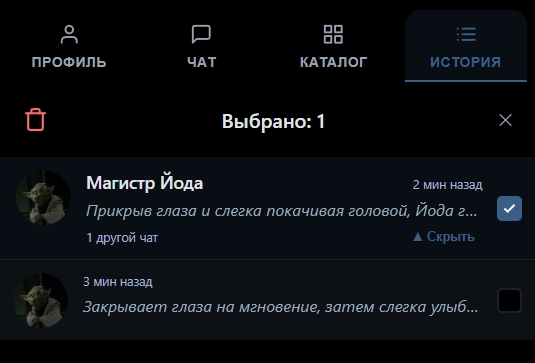 ПРОФИЛЬ ЧАТ КАТАЛОГ ИСТОРИЯ
Выбрано: 1
Магистр Йода 2 мин назад
Прикрыв глаза и слегка покачивая головой, Йода г...
1 другой чат ▲ Скрыть
3 мин назад
Закрывает глаза на мгновение, затем слегка улыб...